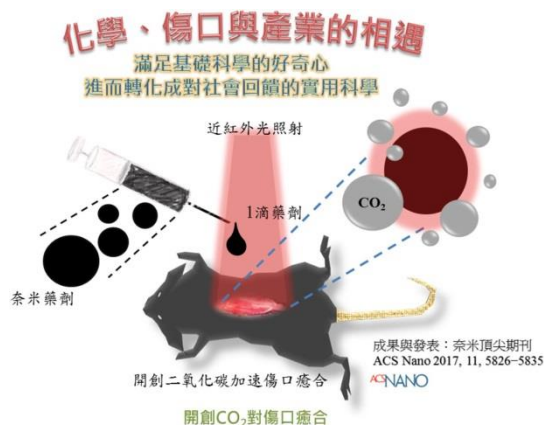 化學、傷口與產業的相遇
滿足基礎科學的好奇心
進而轉化成對社會回饋的實用科學
近紅外光照射
1滴藥劑
CO₂
奈米藥劑
成果與發表：奈米頂尖期刊
ACS Nano 2017, 11, 5826−5835
ACSNANO
開創二氧化碳加速傷口癒合
開創CO₂對傷口癒合